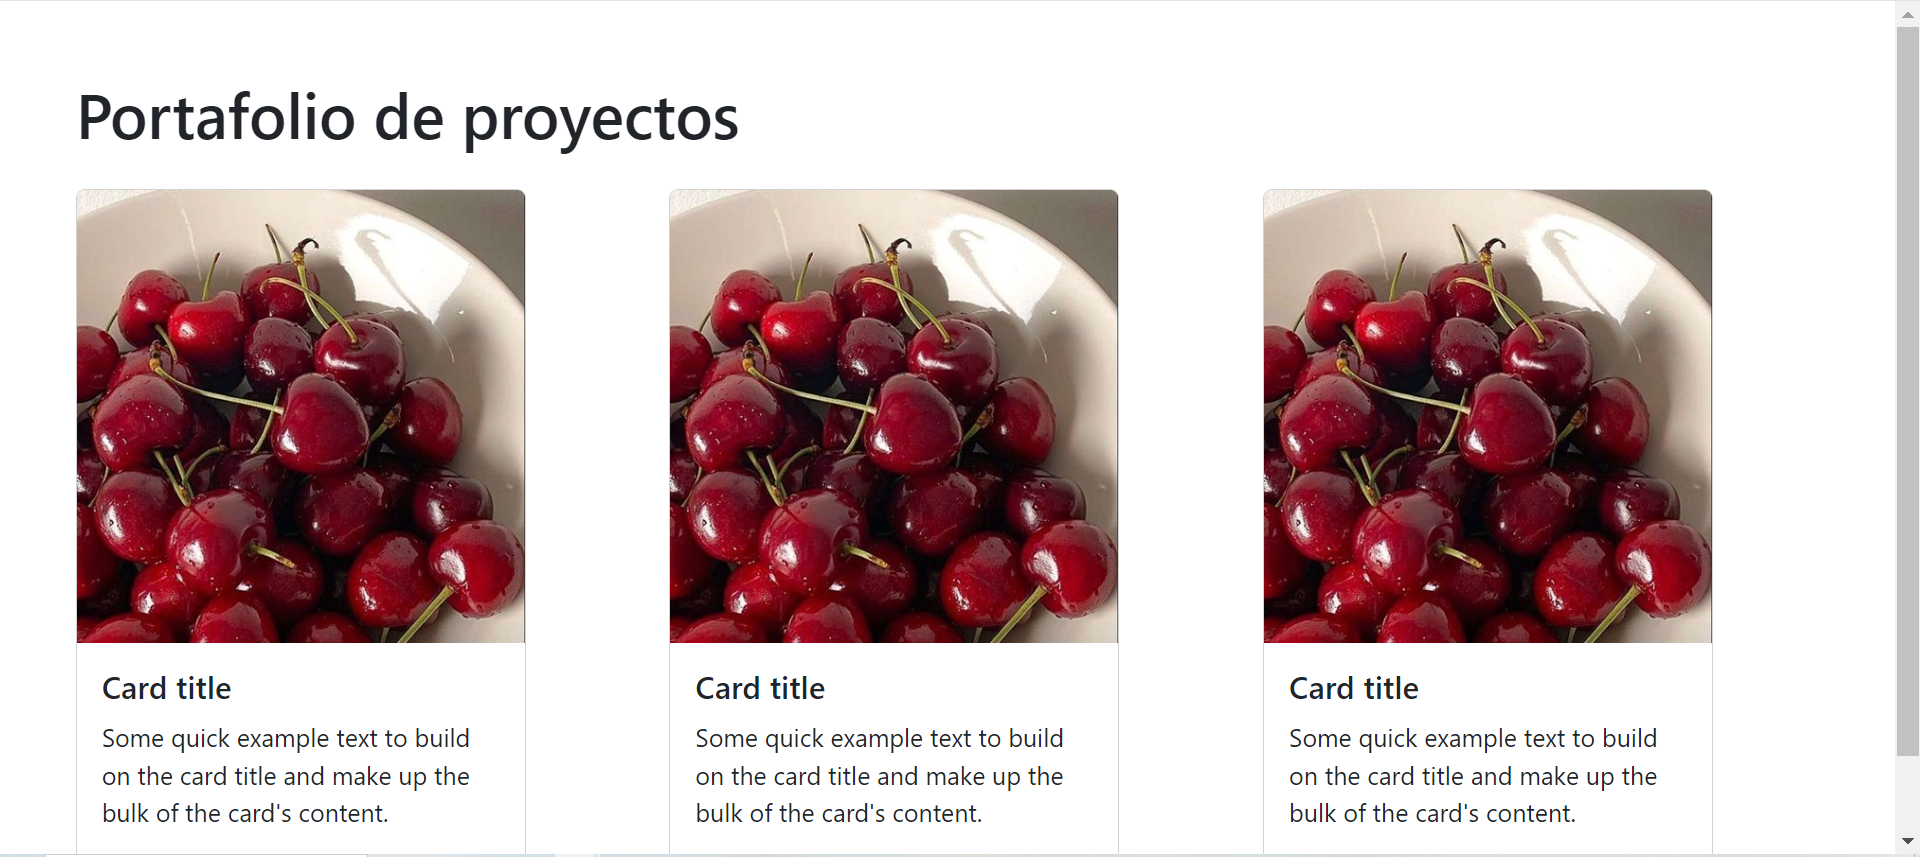 Portafolio de proyectos
Card title
Some quick example text to build
on the card title and make up the
bulk of the card's content.
Card title
Some quick example text to build
on the card title and make up the
bulk of the card's content.
Card title
Some quick example text to build
on the card title and make up the
bulk of the card's content.